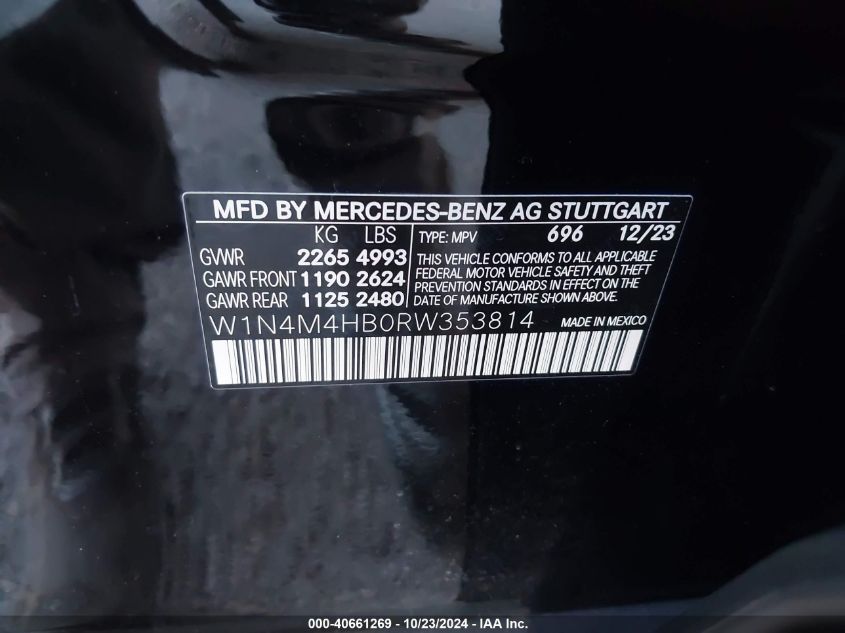 MFD BY MERCEDES-BENZ AG STUTTGART
KG LBS TYPE: MPV 696 12/23
GVWR 2265 4993 THIS VEHICLE CONFORMS TO ALL APPLICABLE
GAWR FRONT 1190 2624 FEDERAL MOTOR VEHICLE SAFETY AND THEFT
PREVENTION STANDARDS IN EFFECT ON THE
GAWR REAR 1125 2480 DATE OF MANUFACTURE SHOWN ABOVE.
W1N4M4HB0RW353814 MADE IN MEXICO
000-40661269 - 10/23/2024 - IAA Inc.